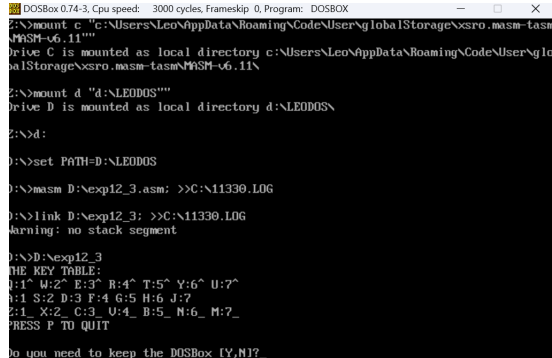 DOSBox 0.74-3, Cpu speed: 3000 cycles, Frameskip 0, Program: DOSBOX
Z:\>mount c "c:\Users\Leo\AppData\Roaming\Code\User\globalStorage\xsro.masm-tasm
\MASM-v6.11""
Drive C is mounted as local directory c:\Users\Leo\AppData\Roaming\Code\User\glo
balStorage\xsro.masm-tasm\MASM-v6.11\
Z:\>mount d "d:\LEODOS""
Drive D is mounted as local directory d:\LEODOS\
Z:\>d:
D:\>set PATH=D:\LEODOS
D:\>masm D:\exp12_3.asm; >>C:\11330.LOG
D:\>link D:\exp12_3; >>C:\11330.LOG
Warning: no stack segment
D:\>D:\exp12_3
THE KEY TABLE:
Q:1^ W:2^ E:3^ R:4^ T:5^ Y:6^ U:7^
A:1 S:2 D:3 F:4 G:5 H:6 J:7
Z:1_ X:2_ C:3_ V:4_ B:5_ N:6_ M:7_
PRESS P TO QUIT
Do you need to keep the DOSBox [Y,N]?_